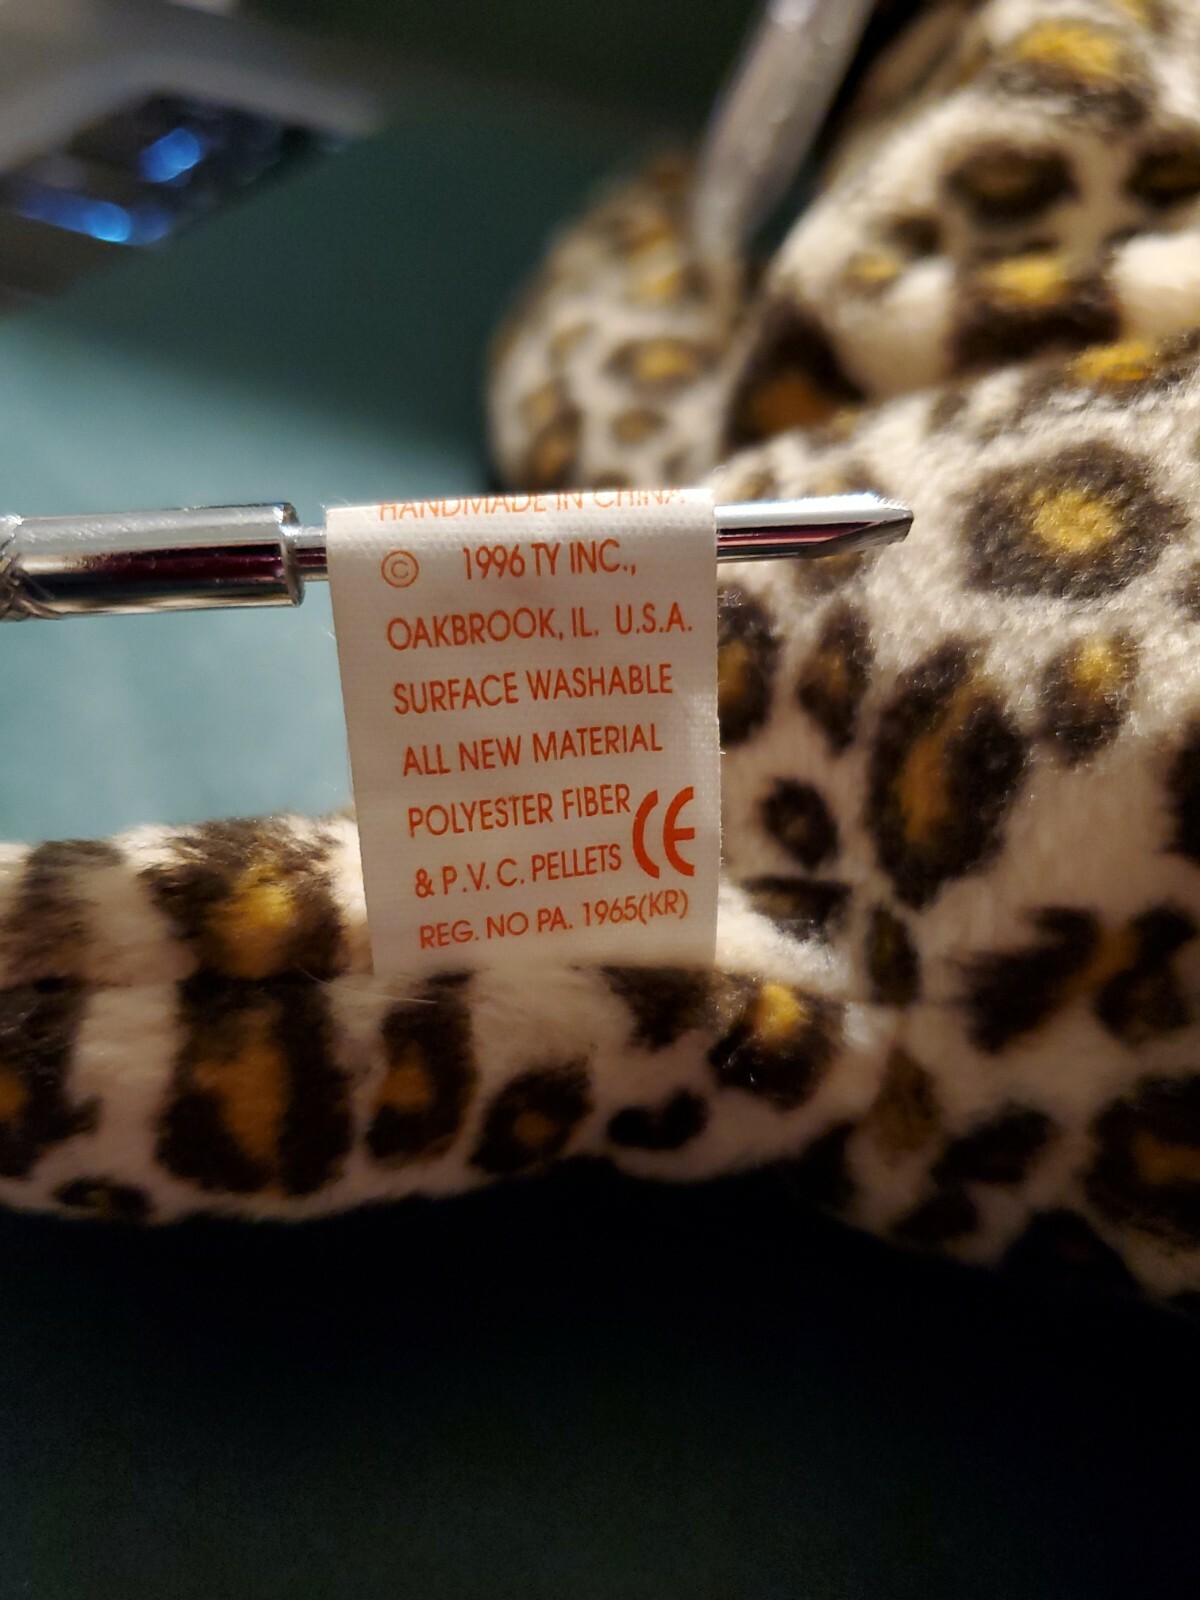 HANDMADE IN CHINA
© 1996 TY INC.,
OAKBROOK, IL. U.S.A.
SURFACE WASHABLE
ALL NEW MATERIAL
POLYESTER FIBER
& P.V.C. PELLETS CE
REG. NO PA. 1965(KR)